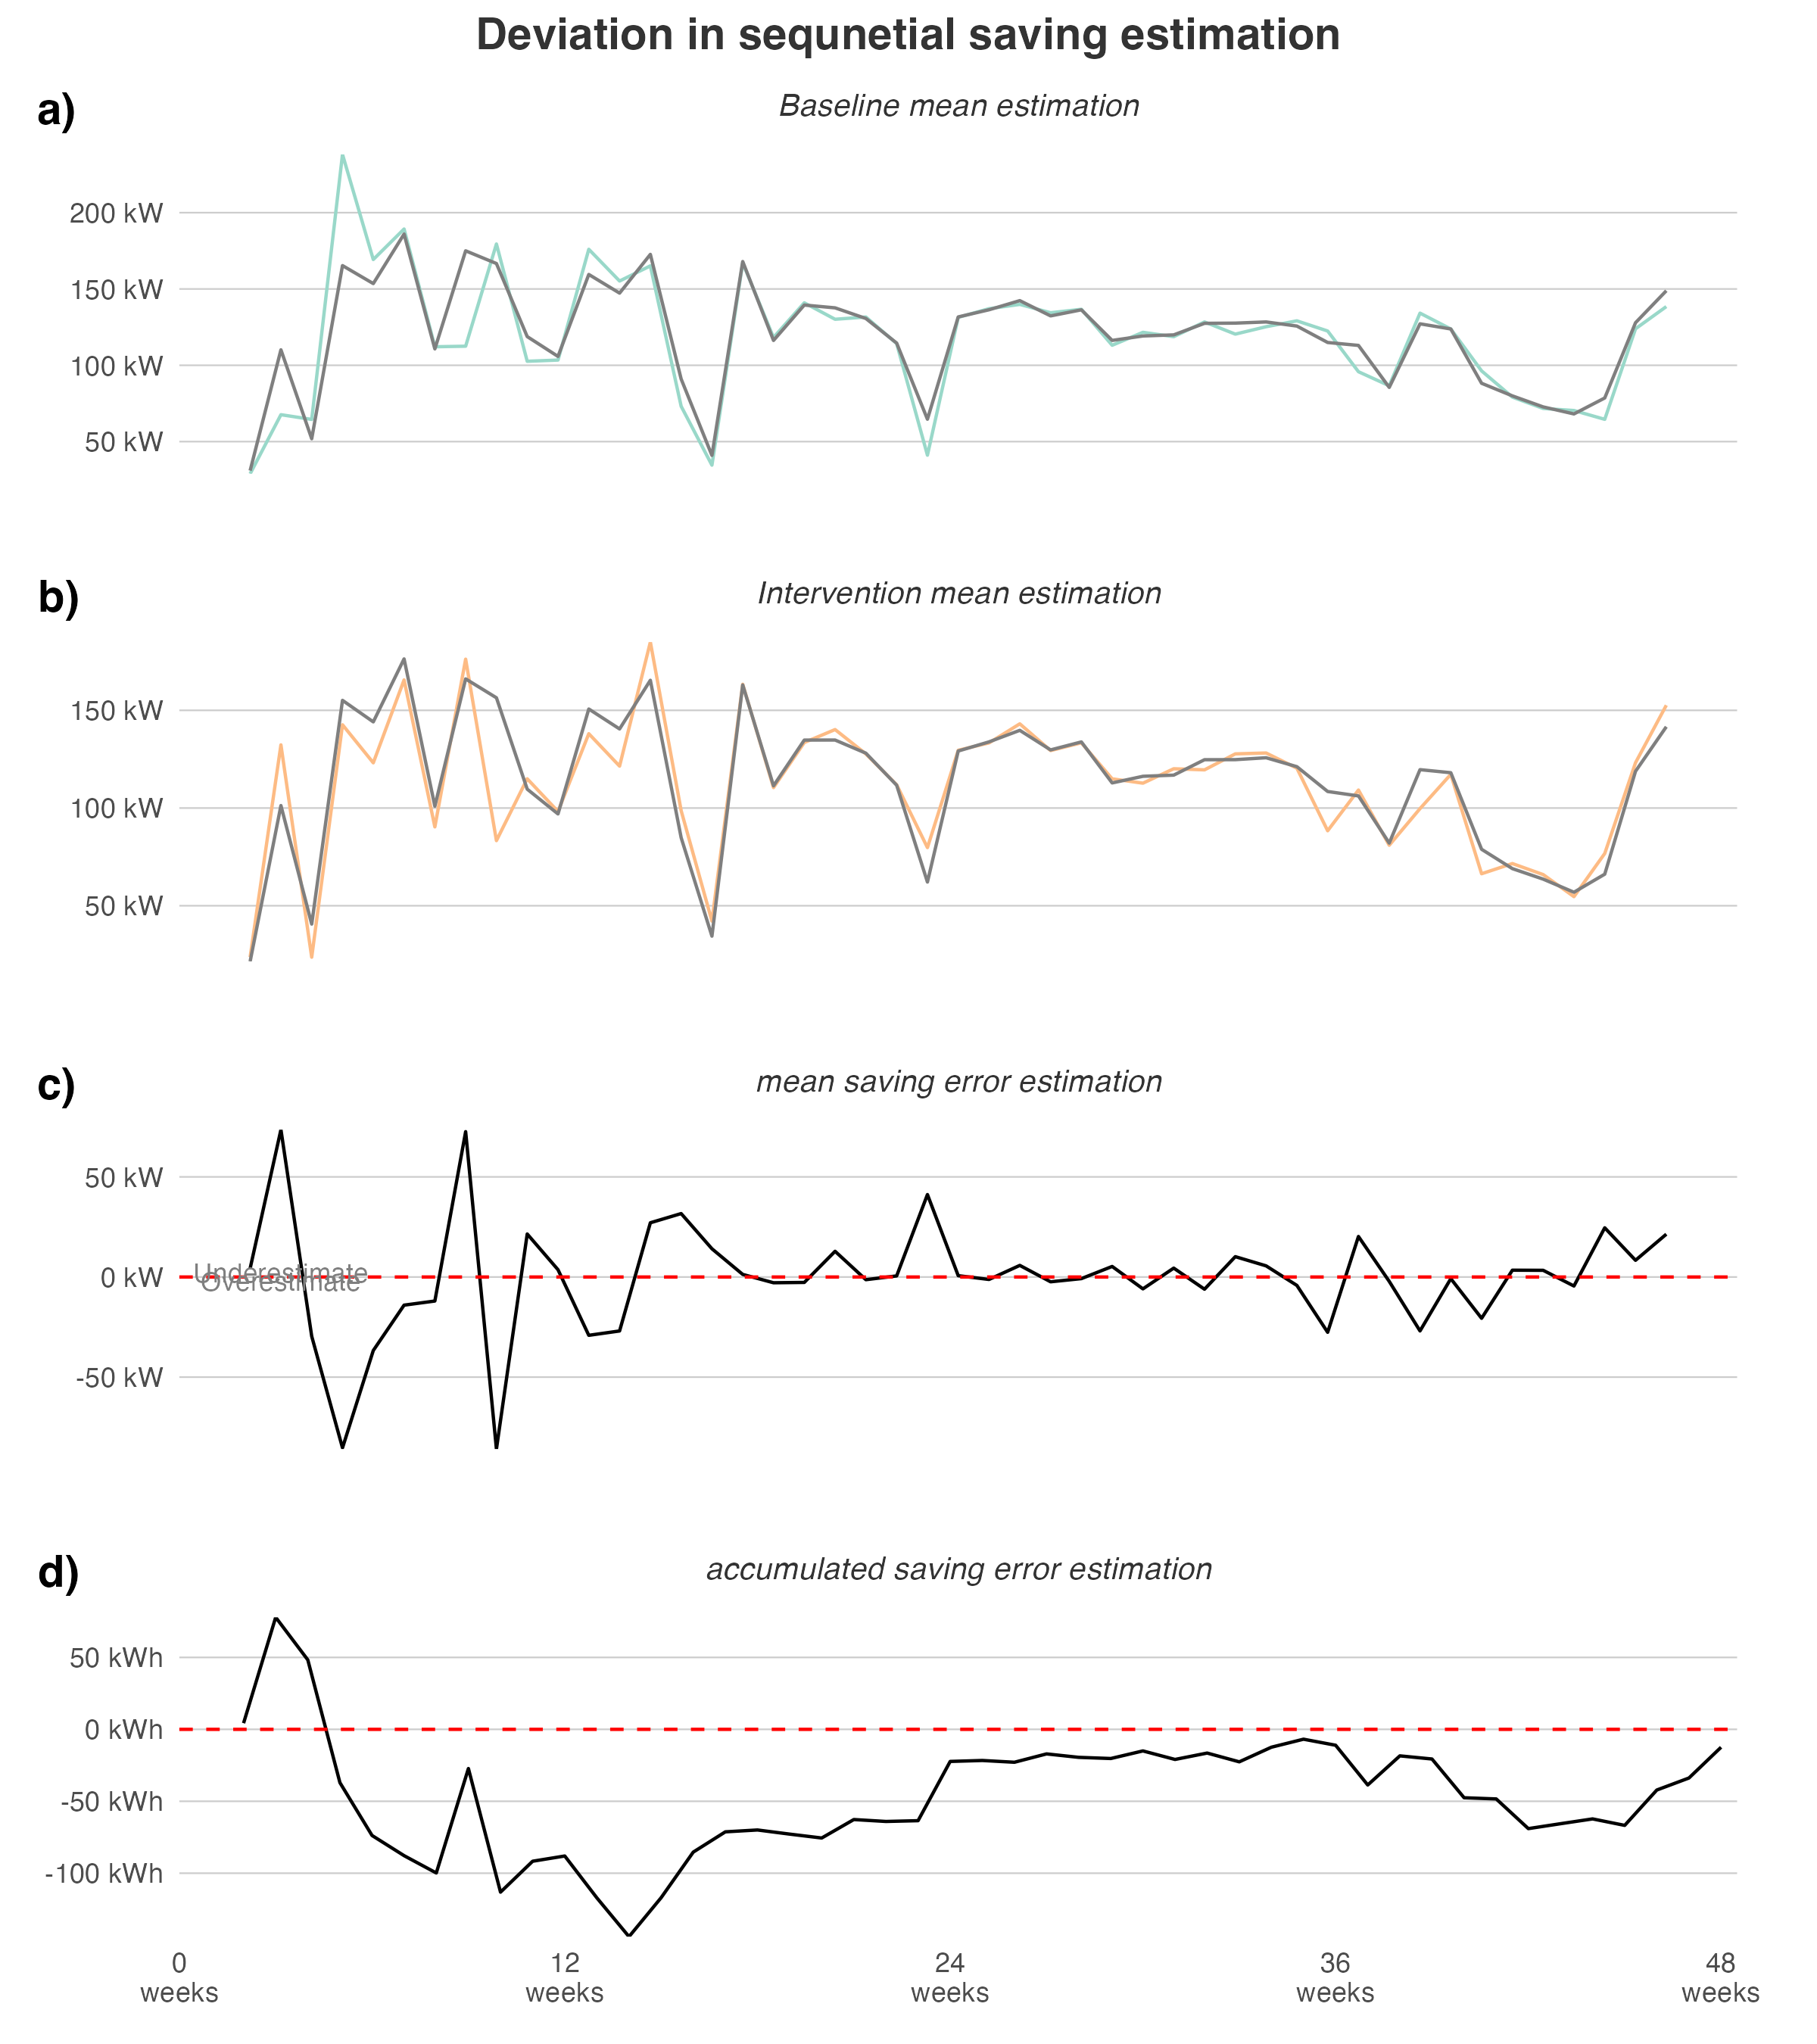 Deviation in sequnetial saving estimation
a)
Baseline mean estimation
200 kW
150 kW
100 kW
50 kW
b)
Intervention mean estimation
150 kW
100 kW
50 kW
c)
mean saving error estimation
50 kW
0 kW
-50 kW
Underestimate
Overestimate
d)
accumulated saving error estimation
50 kWh
0 kWh
-50 kWh
-100 kWh
0 12 24 36 48
weeks weeks weeks weeks weeks